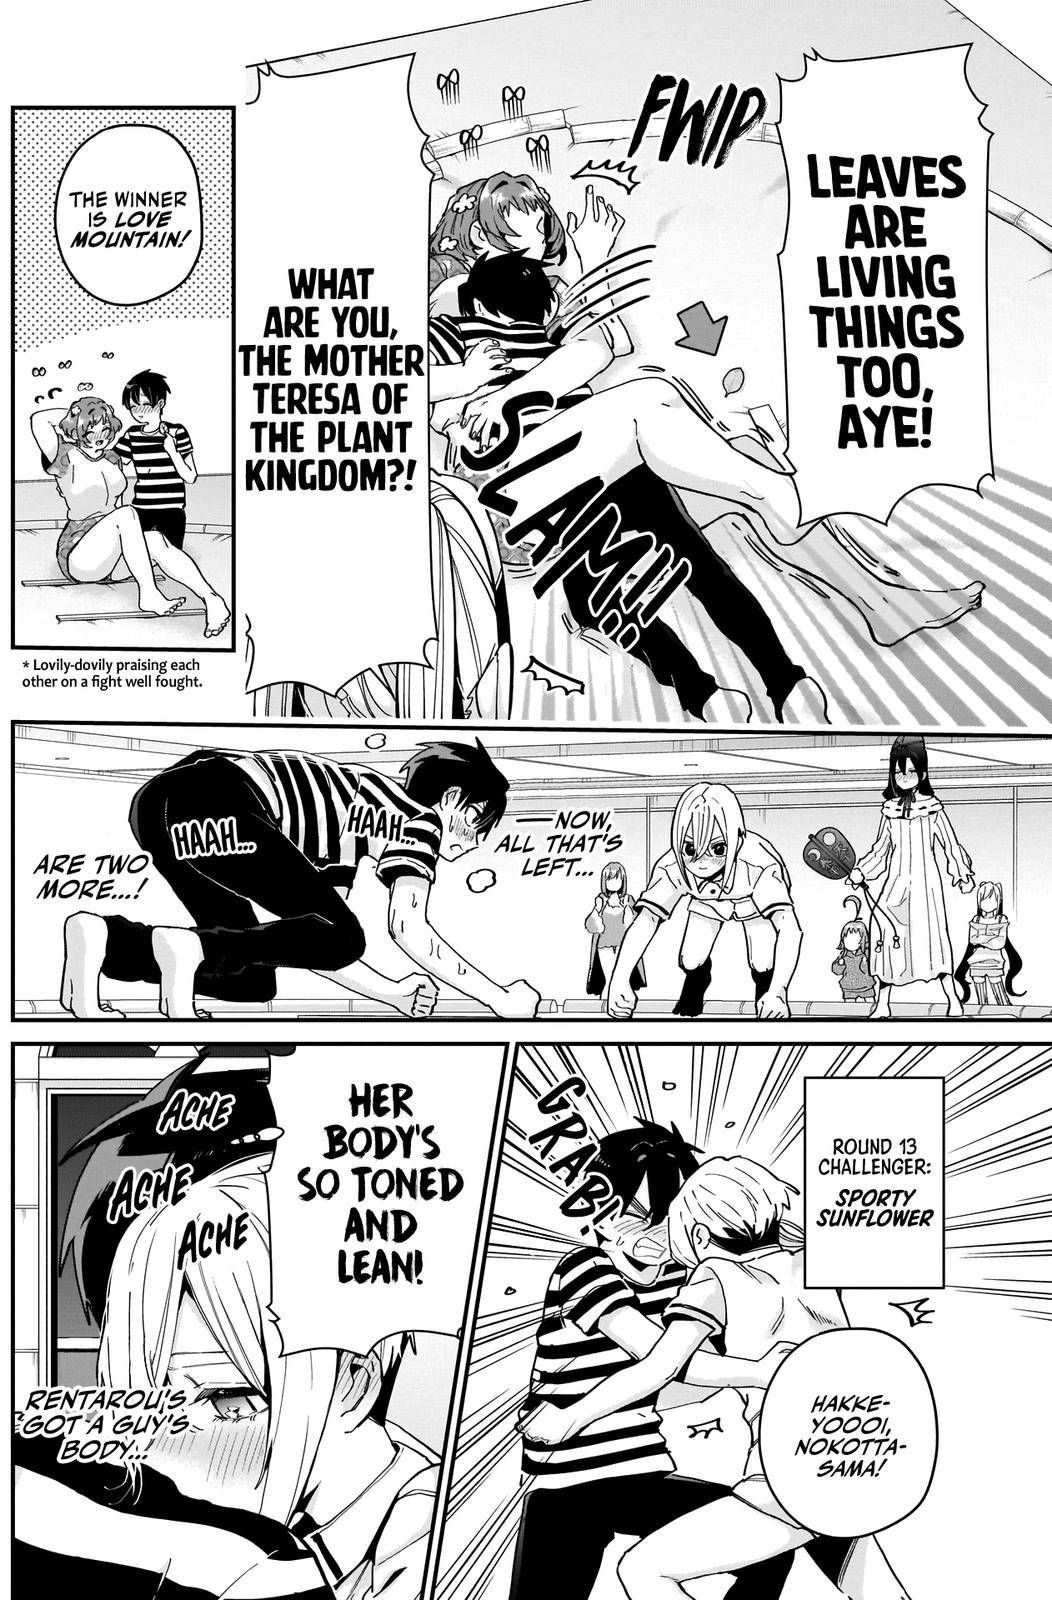 LEAVES
ARE
LIVING
THINGS
TOO,
AYE!
FWIP
SLAM!!
WHAT
ARE YOU,
THE MOTHER
TERESA OF
THE PLANT
KINGDOM?!
THE WINNER
IS LOVE
MOUNTAIN!
* Lovily-dovily praising each
other on a fight well fought.
—NOW,
ALL THAT'S
LEFT...
HAAH...
HAAH...
ARE TWO
MORE...!
ROUND 13
CHALLENGER:
SPORTY
SUNFLOWER
GRAB!
HAKKE-
YOOOI,
NOKOTTA-
SAMA!
HER
BODY'S
SO TONED
AND
LEAN!
ACHE
ACHE
ACHE
RENTAROU'S
GOT A GUY'S
BODY...!